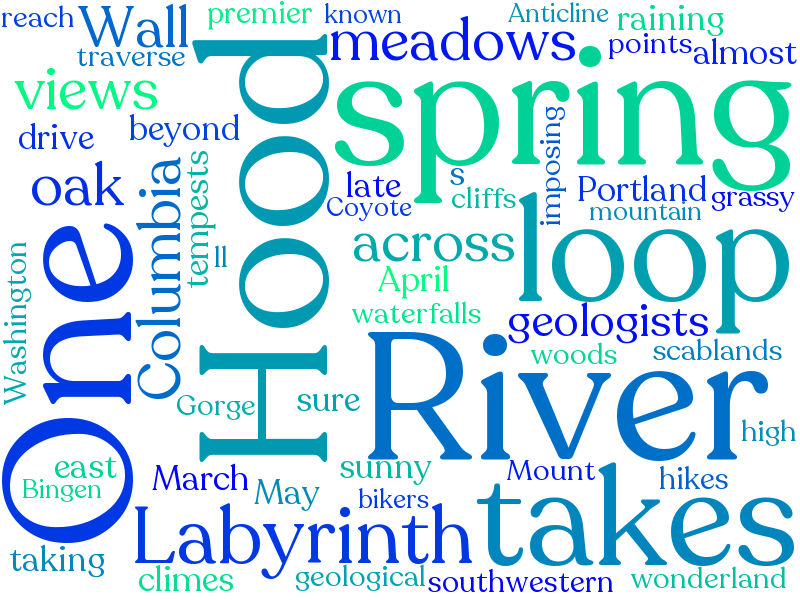 reach
Wall
premier
known
Anticline
raining
traverse
meadows
points
almost
views
spring
drive
beyond
Hood
imposing
oak
Columbia
tempests
late
s
cliffs
Portland
grassy
Coyote
mountain
One
ll
across
loop
Washington
April
waterfalls
geologists
River
woods
scablands
Gorge
sure
high
east
March
sunny
Mount
hikes
takes
Bingen
May
bikers
Labyrinth
taking
climes
geological
southwestern
wonderland